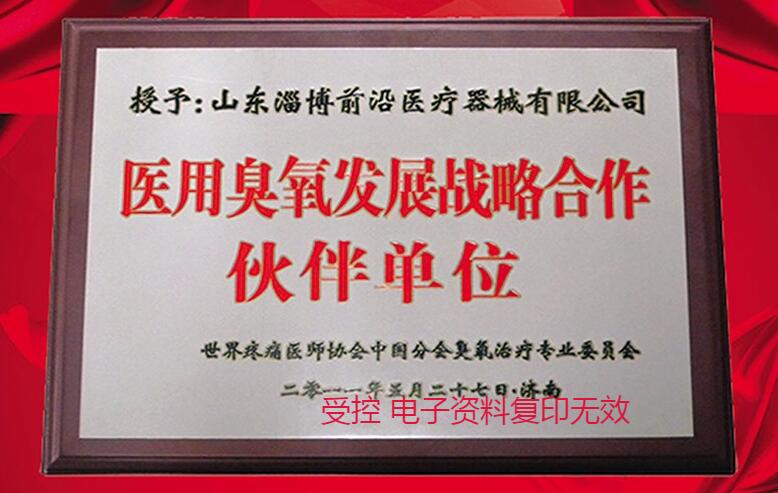 授予：山东淄博前沿医疗器械有限公司
医用臭氧发展战略合作
伙伴单位
世界疼痛医师协会中国分会臭氧治疗专业委员会
二零一一年五月二十七日·济南
受控 电子资料复印无效